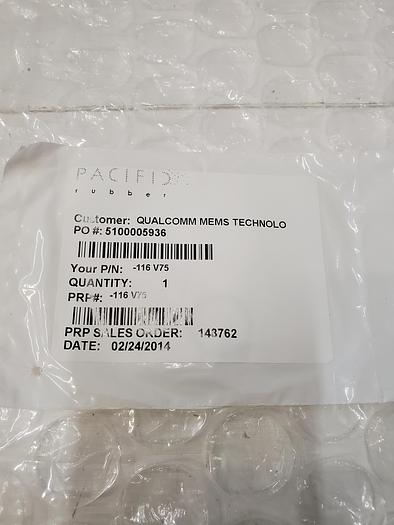 PACIFIC
rubber
Customer: QUALCOMM MEMS TECHNOLO
PO #: 5100005936
Your P/N: -116 V75
QUANTITY: 1
PRP#: -116 V75
PRP SALES ORDER: 143762
DATE: 02/24/2014